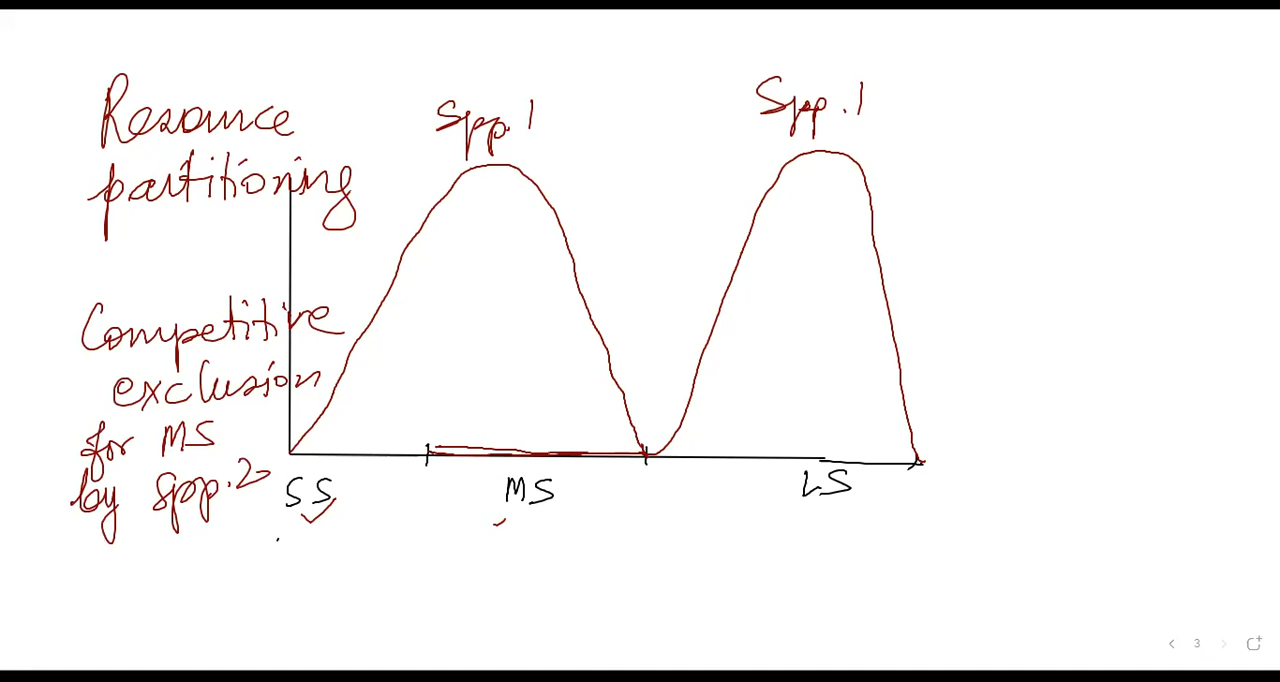 Resource
partitioning
Spp. 1
Spp. 1
Competitive
exclusion
for MS
by Spp. 2
SS
MS
LS
3